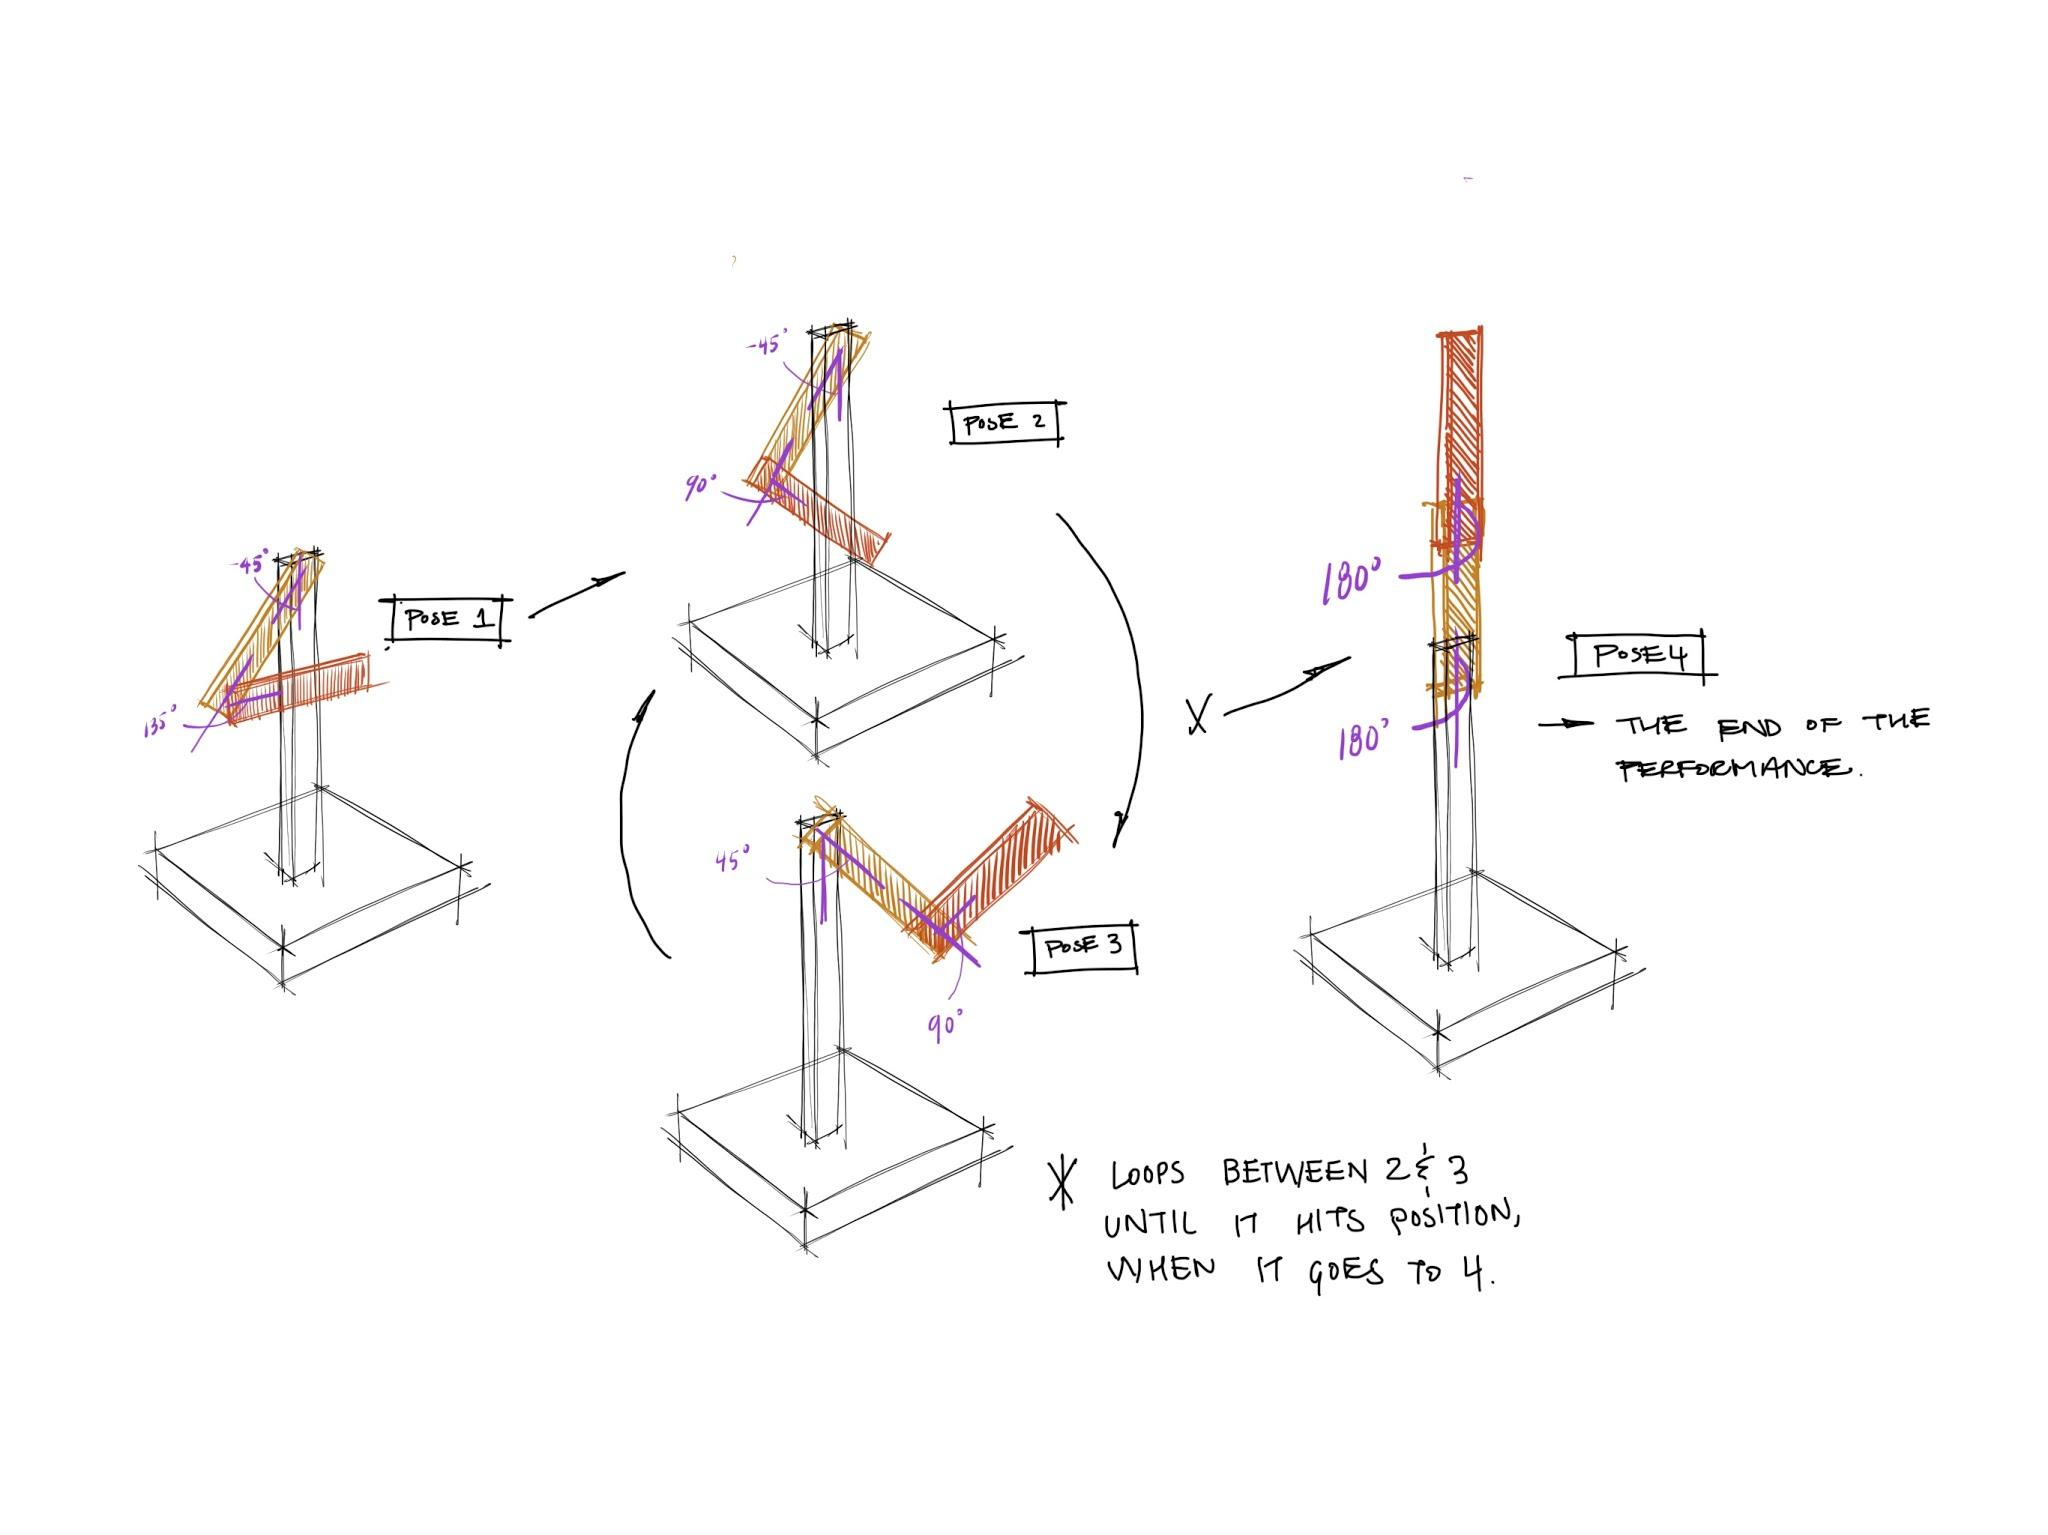 -45°
135°
POSE 1
-45°
90°
POSE 2
45°
90°
POSE 3
* LOOPS BETWEEN 2 & 3
UNTIL IT HITS POSITION,
WHEN IT GOES TO 4.
X
180°
180°
POSE 4
→ THE END OF THE
PERFORMANCE.